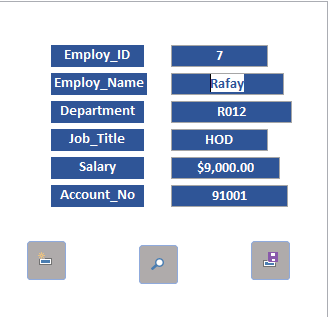 Employ_ID 7
Employ_Name Rafay
Department R012
Job_Title HOD
Salary $9,000.00
Account_No 91001